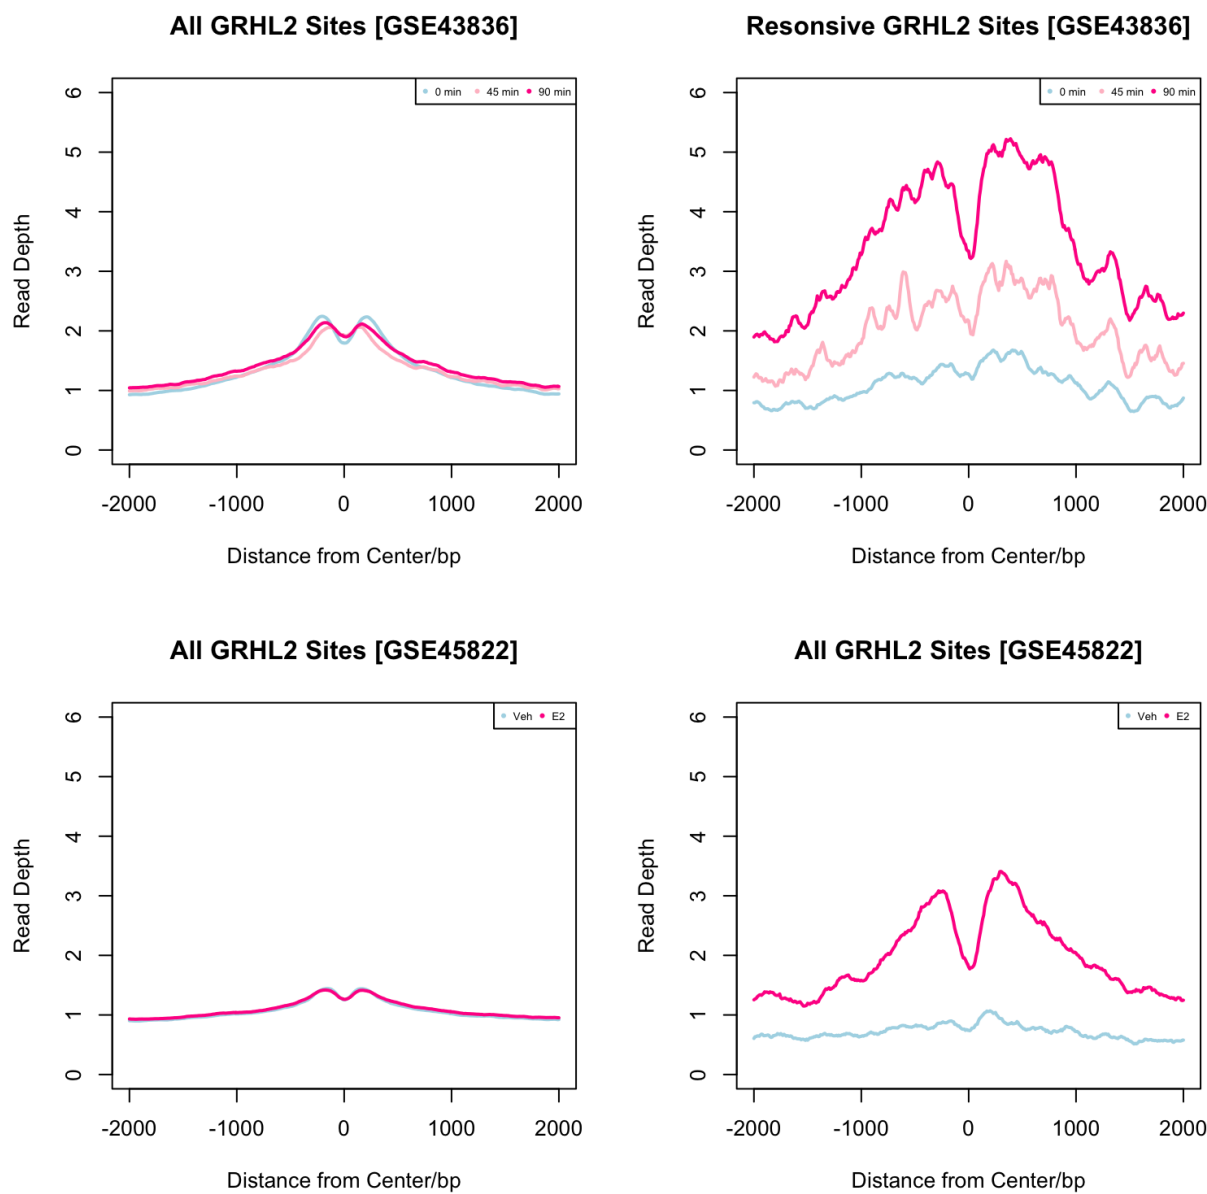 All GRHL2 Sites [GSE43836]
0 min 45 min 90 min
6
5
4
3
2
1
0
Read Depth
-2000 -1000 0 1000 2000
Distance from Center/bp
Resonsive GRHL2 Sites [GSE43836]
0 min 45 min 90 min
6
5
4
3
2
1
0
Read Depth
-2000 -1000 0 1000 2000
Distance from Center/bp
All GRHL2 Sites [GSE45822]
Veh E2
6
5
4
3
2
1
0
Read Depth
-2000 -1000 0 1000 2000
Distance from Center/bp
All GRHL2 Sites [GSE45822]
Veh E2
6
5
4
3
2
1
0
Read Depth
-2000 -1000 0 1000 2000
Distance from Center/bp